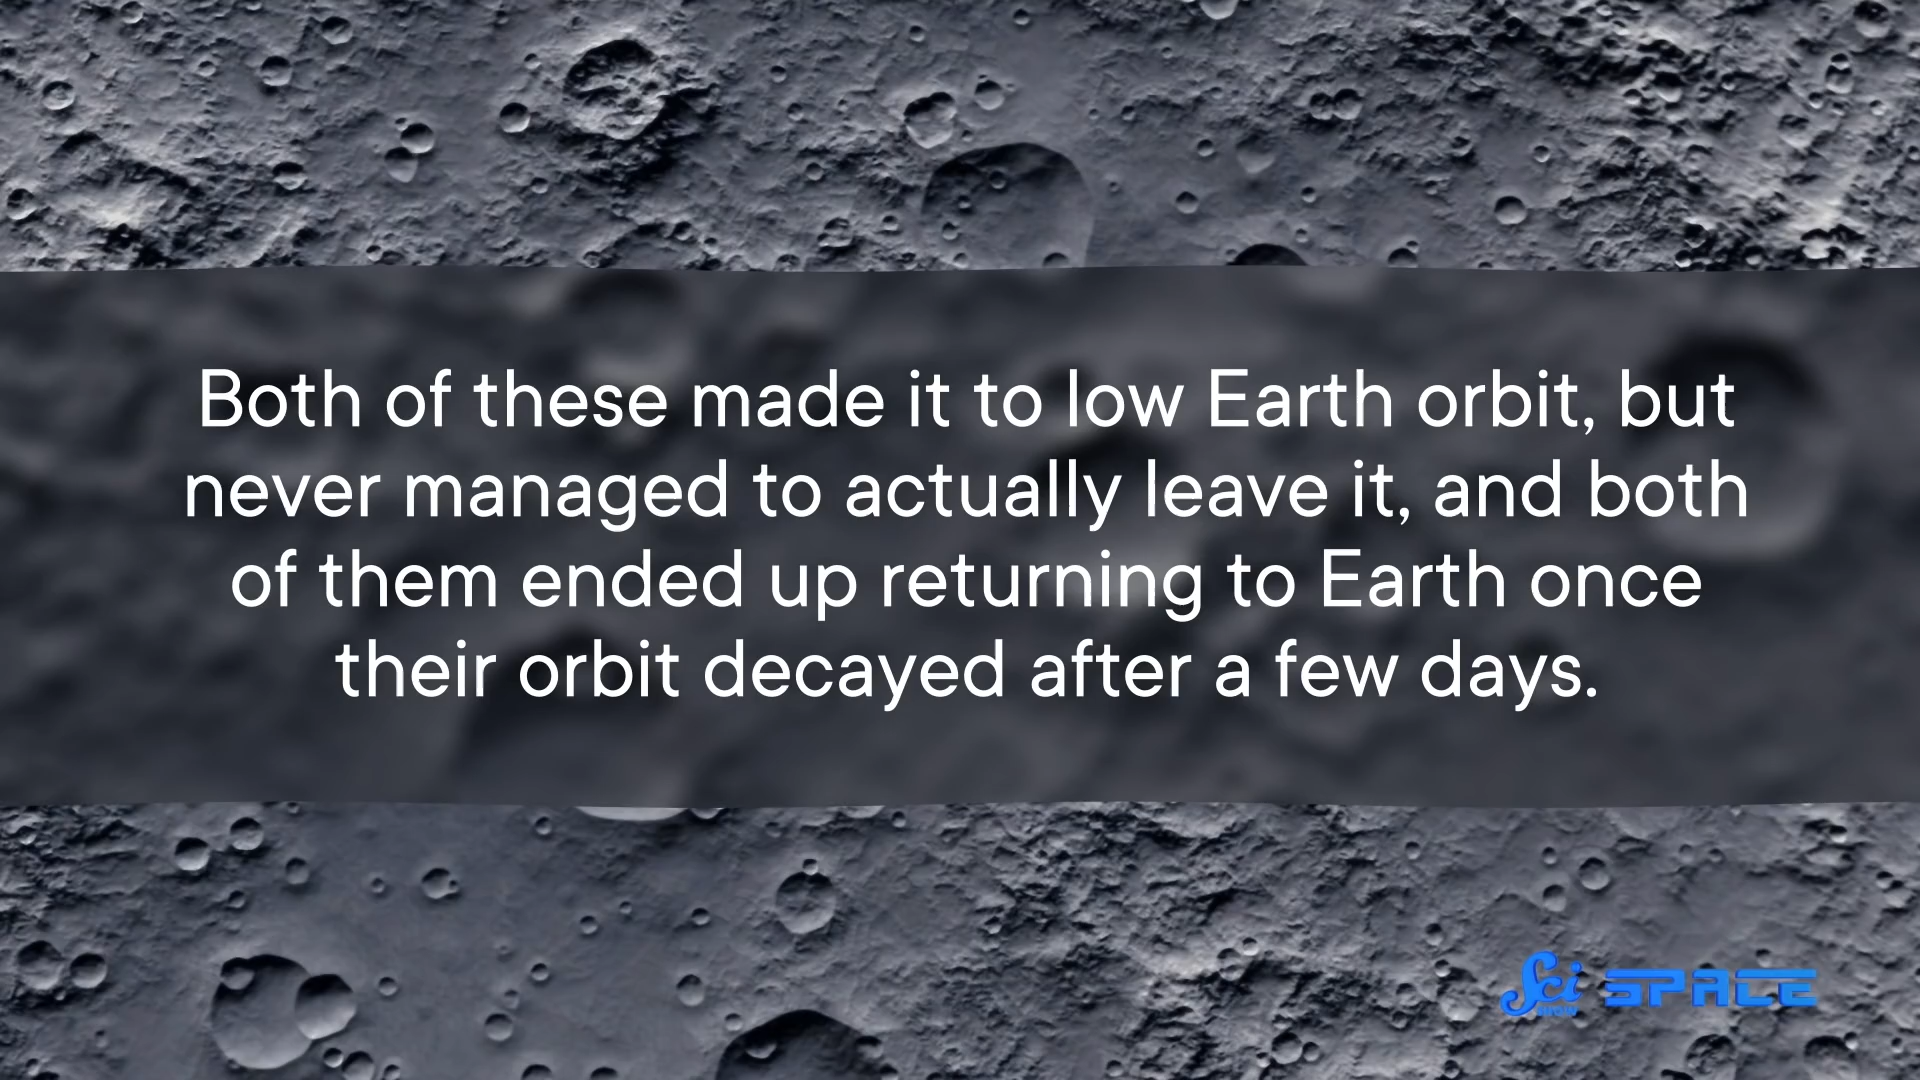 Both of these made it to low Earth orbit, but
never managed to actually leave it, and both
of them ended up returning to Earth once
their orbit decayed after a few days.
Sci SPACE
SHOW